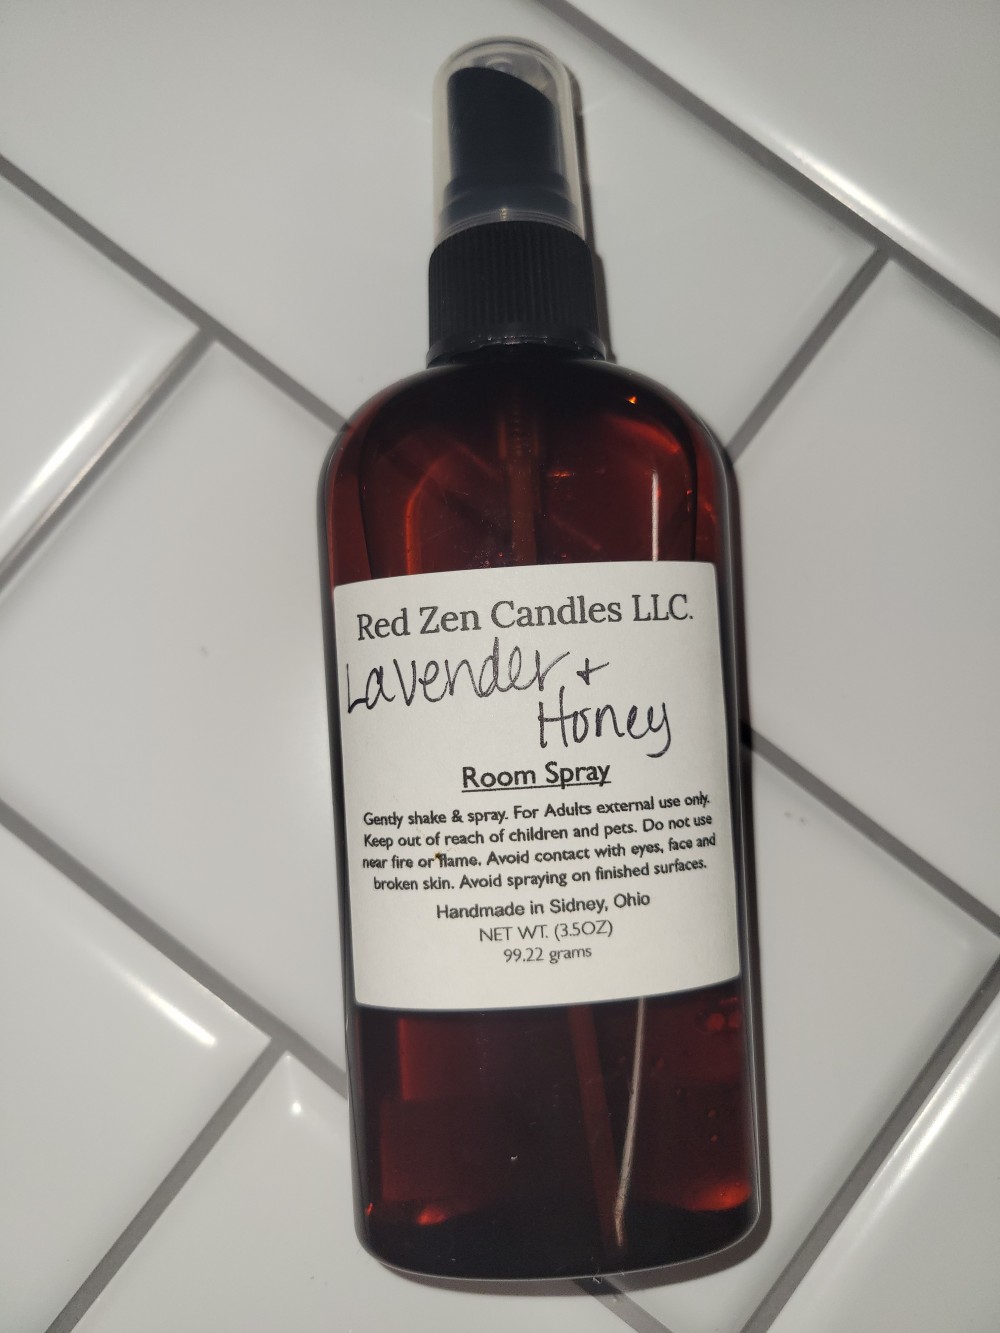 Red Zen Candles LLC.
Lavender +
Honey
Room Spray
Gently shake & spray. For Adults external use only.
Keep out of reach of children and pets. Do not use
near fire or flame. Avoid contact with eyes, face and
broken skin. Avoid spraying on finished surfaces.
Handmade in Sidney, Ohio
NET WT. (3.5OZ)
99.22 grams